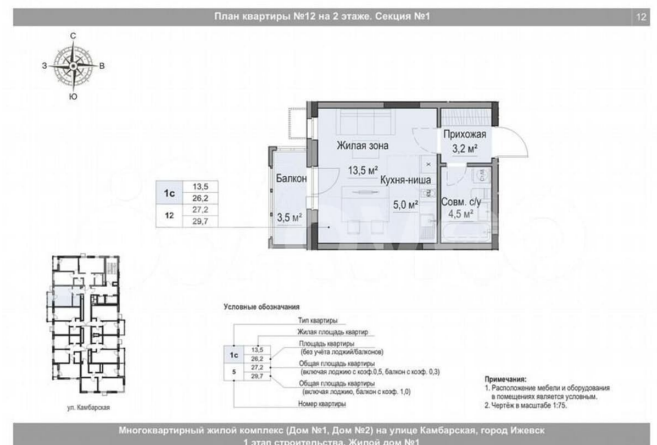 План квартиры №12 на 2 этаже. Секция №1
12
С
З
В
Ю
Жилая зона
13,5 м²
Прихожая
3,2 м²
Балкон
3,5 м²
Кухня-ниша
5,0 м²
Совм. с/у
4,5 м²
1с
13,5
26,2
12
27,2
29,7
ул. Камбарская
Условные обозначения
Тип квартиры
Жилая площадь квартир
Площадь квартиры
(без учёта лоджий/балконов)
Общая площадь квартиры
(включая лоджию с коэф.0,5, балкон с коэф. 0,3)
Общая площадь квартиры
(включая лоджию, балкон с коэф. 1,0)
Номер квартиры
1с
13,5
26,2
5
27,2
29,7
Примечания:
1. Расположение мебели и оборудования
в помещениях является условным.
2. Чертёж в масштабе 1:75.
Многоквартирный жилой комплекс (Дом №1, Дом №2) на улице Камбарская, город Ижевск
1 этап строительства. Жилой дом №1